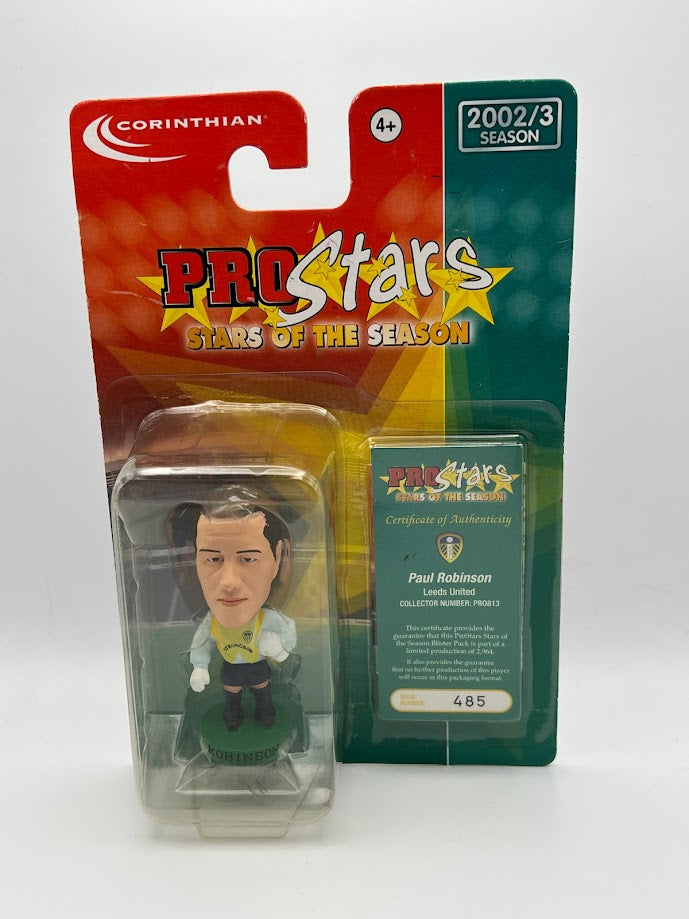 CORINTHIAN
4+
2002/3
SEASON
PROStars
STARS OF THE SEASON
PROStars
STARS OF THE SEASON
Certificate of Authenticity
Paul Robinson
Leeds United
COLLECTOR NUMBER: PRO813
This certificate provides the
guarantee that this ProStars Stars of
the Season Blister Pack is part of a
limited production of 2,964.
It also provides the guarantee
that no further production of this player
will occur in this packaging format.
ISSUE
NUMBER:
485
STRONGBOW
ROBINSON